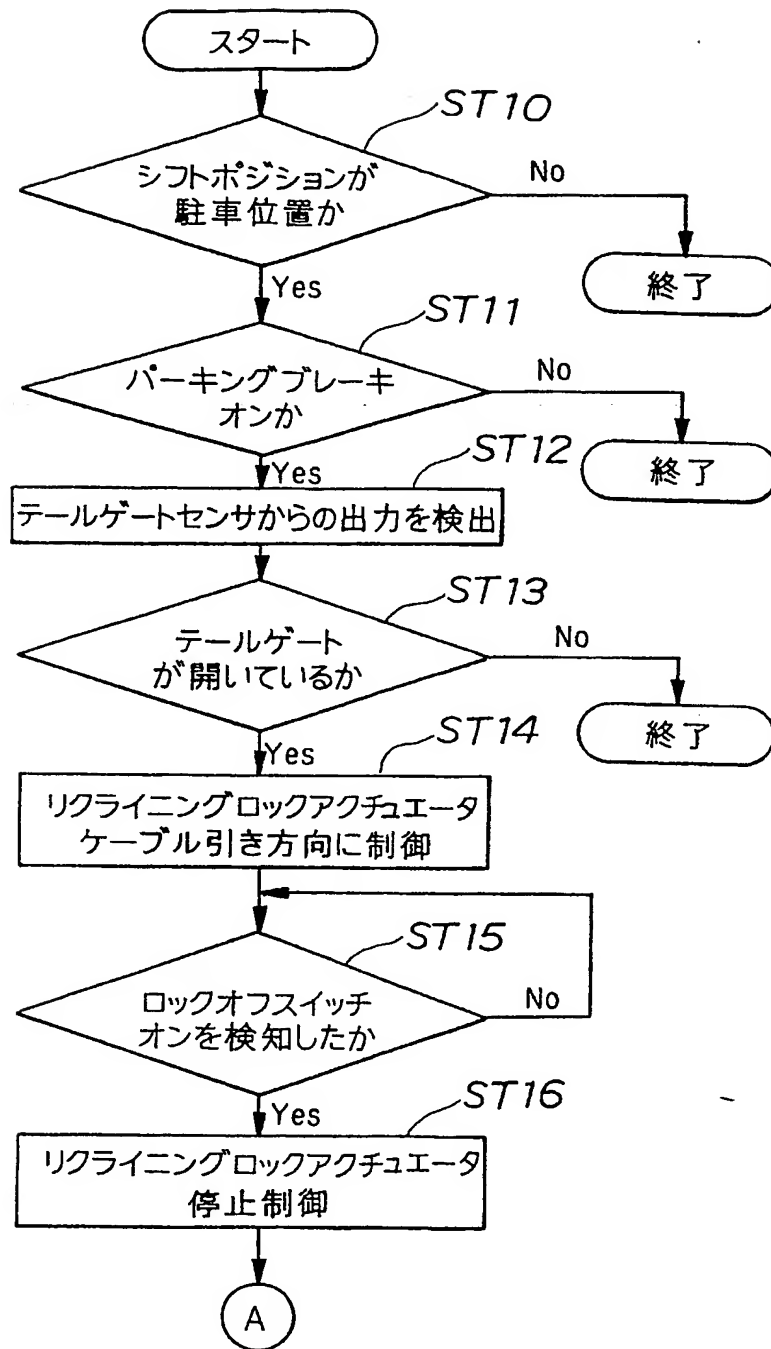 スタート
ST10
シフトポジションが
駐車位置か
No
終了
Yes
ST11
パーキングブレーキ
オンか
No
終了
Yes
ST12
テールゲートセンサからの出力を検出
ST13
テールゲート
が開いているか
No
終了
Yes
ST14
リクライニングロックアクチュエータ
ケーブル引き方向に制御
ST15
ロックオフスイッチ
オンを検知したか
No
Yes
ST16
リクライニングロックアクチュエータ
停止制御
A